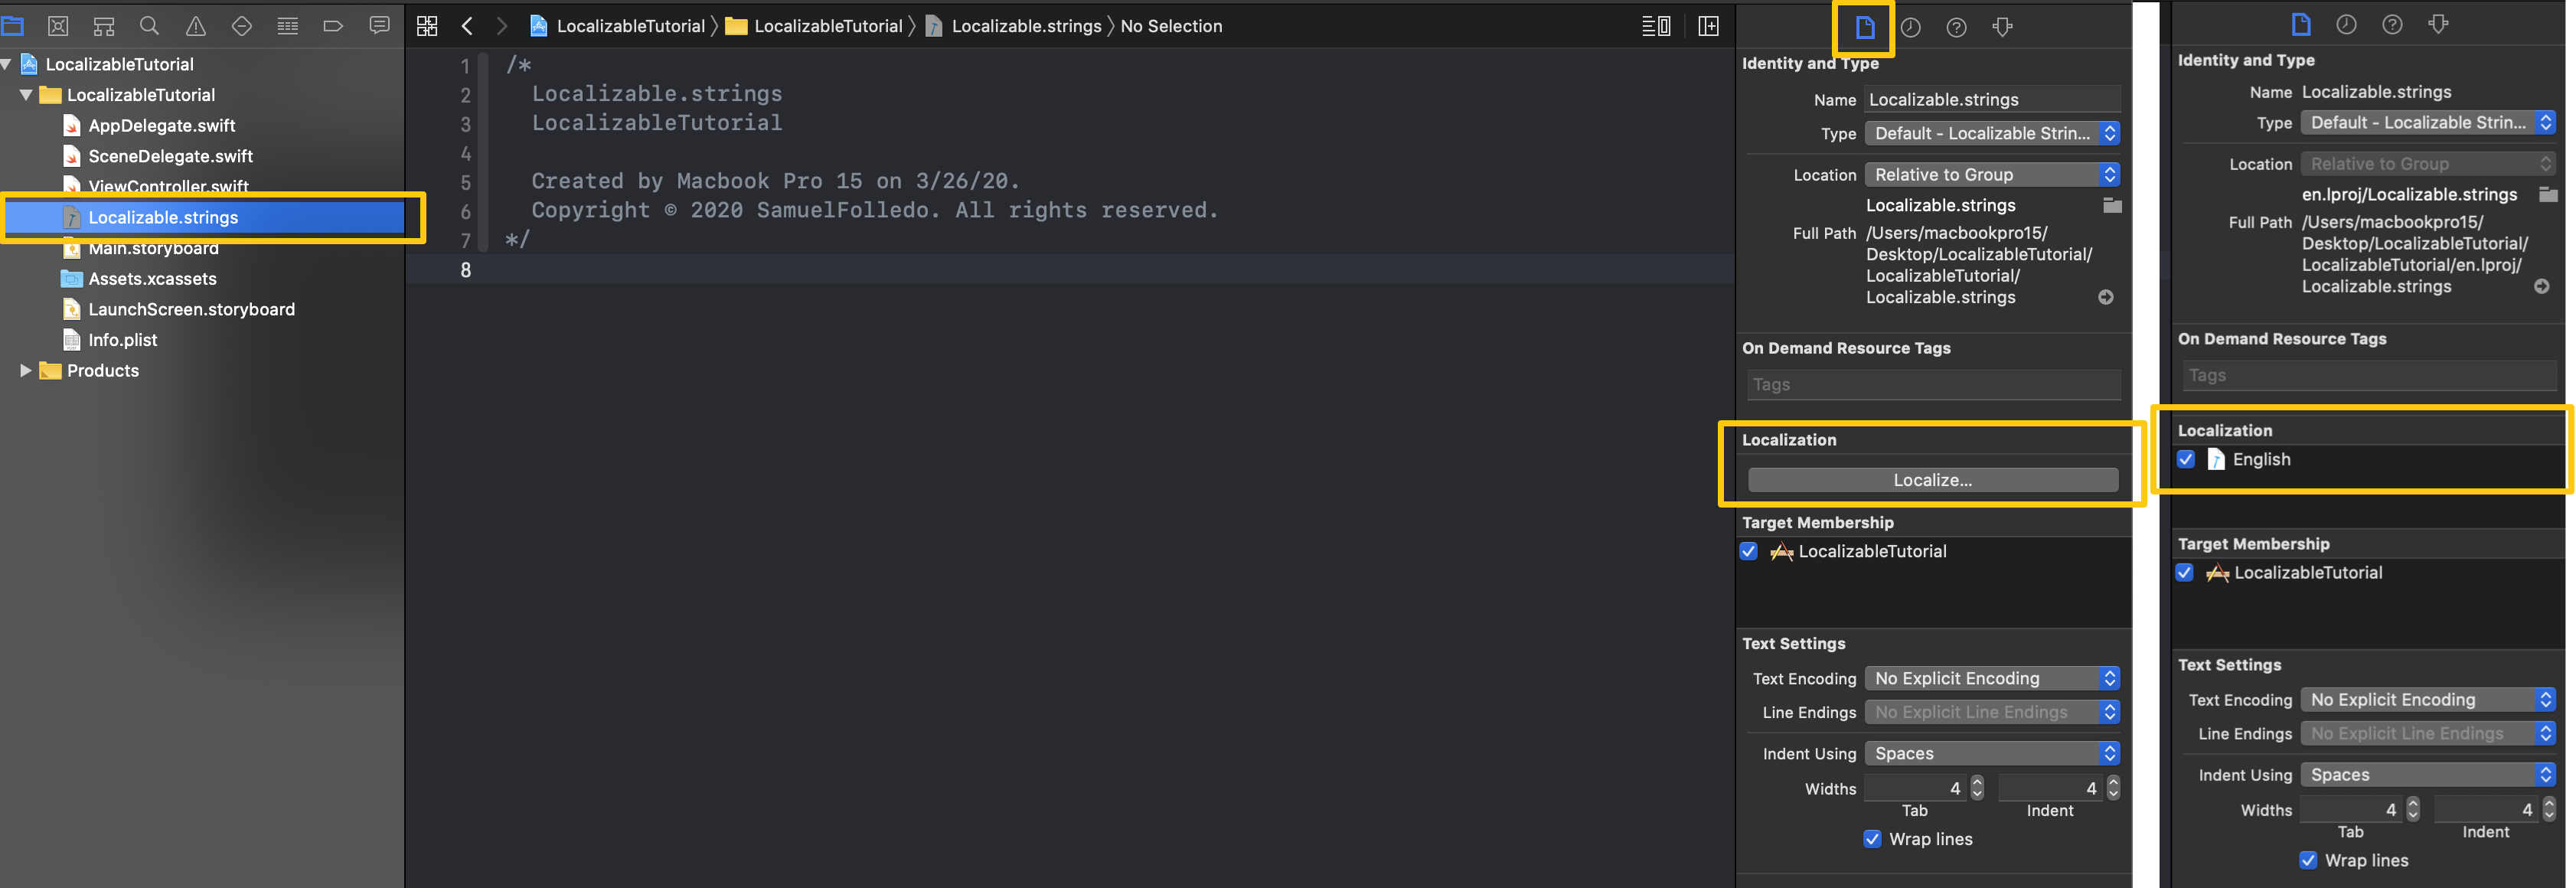 LocalizableTutorial
LocalizableTutorial
AppDelegate.swift
SceneDelegate.swift
ViewController.swift
Localizable.strings
Main.storyboard
Assets.xcassets
LaunchScreen.storyboard
Info.plist
Products
LocalizableTutorial LocalizableTutorial Localizable.strings No Selection
1 /*
2 Localizable.strings
3 LocalizableTutorial
4
5 Created by Macbook Pro 15 on 3/26/20.
6 Copyright © 2020 SamuelFolledo. All rights reserved.
7 */
8
Identity and Type
Name Localizable.strings
Type Default - Localizable Strin...
Location Relative to Group
Localizable.strings
Full Path /Users/macbookpro15/
Desktop/LocalizableTutorial/
LocalizableTutorial/
Localizable.strings
On Demand Resource Tags
Tags
Localization
Localize...
Target Membership
LocalizableTutorial
Text Settings
Text Encoding No Explicit Encoding
Line Endings No Explicit Line Endings
Indent Using Spaces
Widths 4 4
Tab Indent
Wrap lines
Identity and Type
Name Localizable.strings
Type Default - Localizable Strin...
Location Relative to Group
en.lproj/Localizable.strings
Full Path /Users/macbookpro15/
Desktop/LocalizableTutorial/
LocalizableTutorial/en.lproj/
Localizable.strings
On Demand Resource Tags
Tags
Localization
English
Target Membership
LocalizableTutorial
Text Settings
Text Encoding No Explicit Encoding
Line Endings No Explicit Line Endings
Indent Using Spaces
Widths 4 4
Tab Indent
Wrap lines